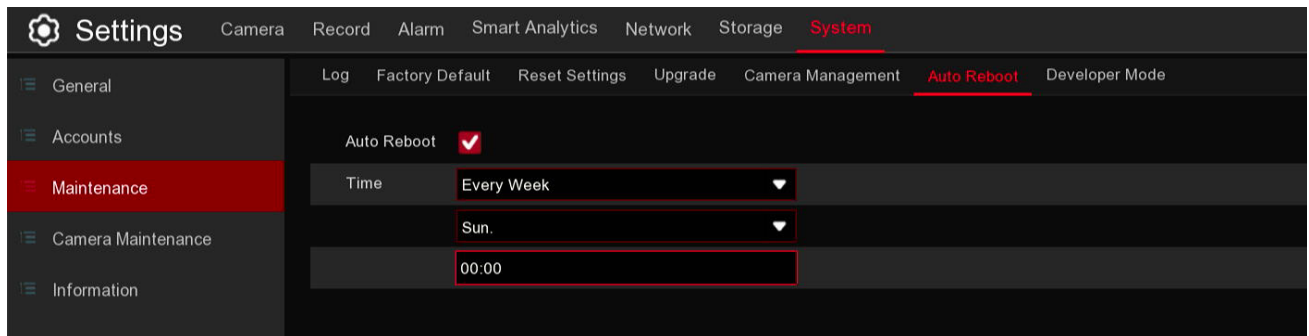 Settings Camera Record Alarm Smart Analytics Network Storage System
Log Factory Default Reset Settings Upgrade Camera Management Auto Reboot Developer Mode
General
Accounts
Maintenance
Camera Maintenance
Information
Auto Reboot
Time Every Week
Sun.
00:00